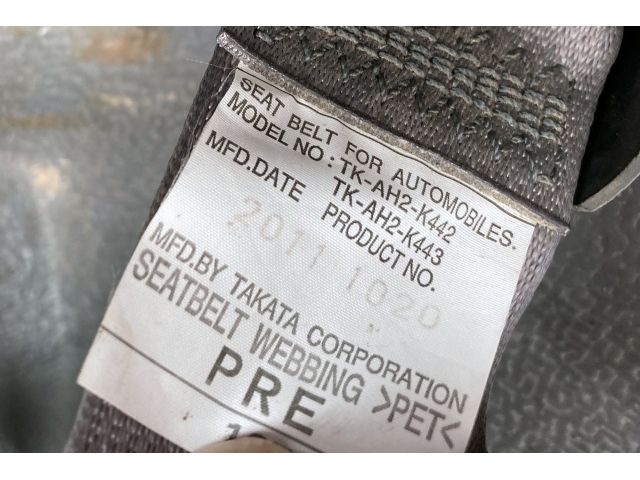 SEAT BELT FOR AUTOMOBILES.
MODEL NO : TK-AH2-K442
TK-AH2-K443
MFD.DATE PRODUCT NO.
2011 1020
MFD.BY TAKATA CORPORATION
SEATBELT WEBBING >PET<
PRE